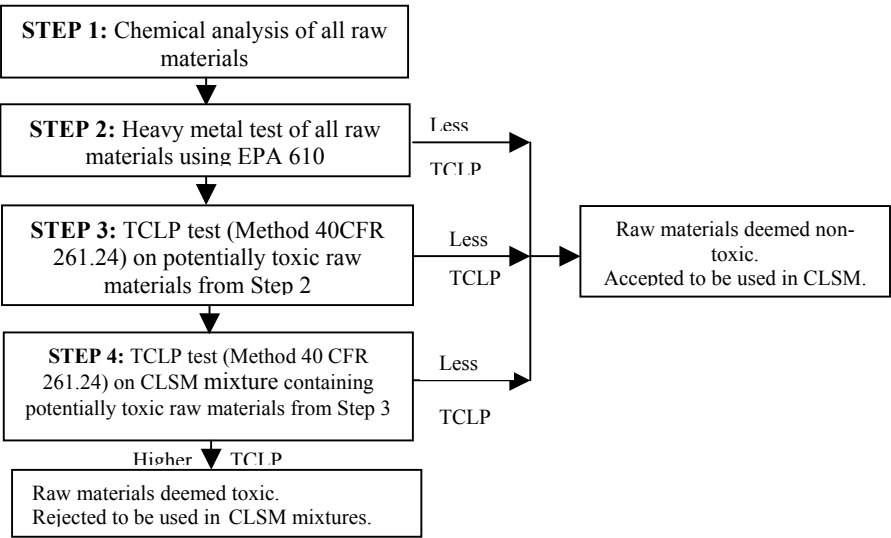 STEP 1: Chemical analysis of all raw
materials
STEP 2: Heavy metal test of all raw
materials using EPA 610
Less
TCLP
STEP 3: TCLP test (Method 40CFR
261.24) on potentially toxic raw
materials from Step 2
Less
TCLP
Raw materials deemed non-
toxic.
Accepted to be used in CLSM.
STEP 4: TCLP test (Method 40 CFR
261.24) on CLSM mixture containing
potentially toxic raw materials from Step 3
Less
TCLP
Higher TCLP
Raw materials deemed toxic.
Rejected to be used in CLSM mixtures.